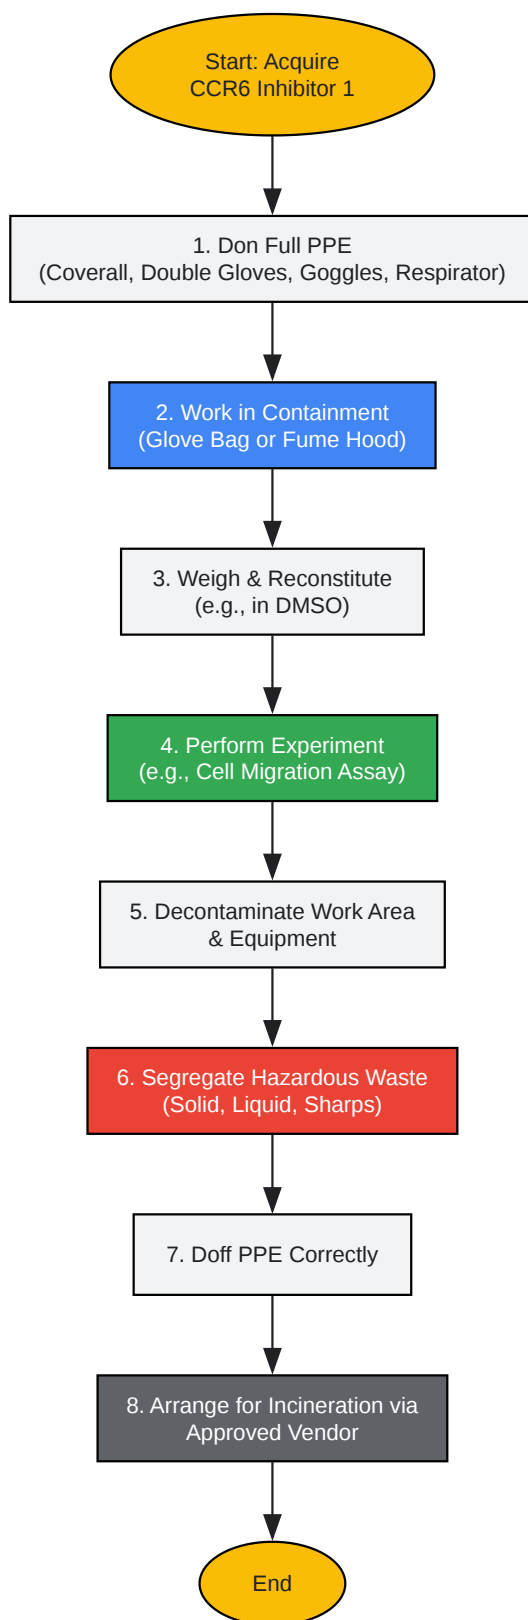 Start: Acquire
CCR6 Inhibitor 1
1. Don Full PPE
(Coverall, Double Gloves, Goggles, Respirator)
2. Work in Containment
(Glove Bag or Fume Hood)
3. Weigh & Reconstitute
(e.g., in DMSO)
4. Perform Experiment
(e.g., Cell Migration Assay)
5. Decontaminate Work Area
& Equipment
6. Segregate Hazardous Waste
(Solid, Liquid, Sharps)
7. Doff PPE Correctly
8. Arrange for Incineration via
Approved Vendor
End